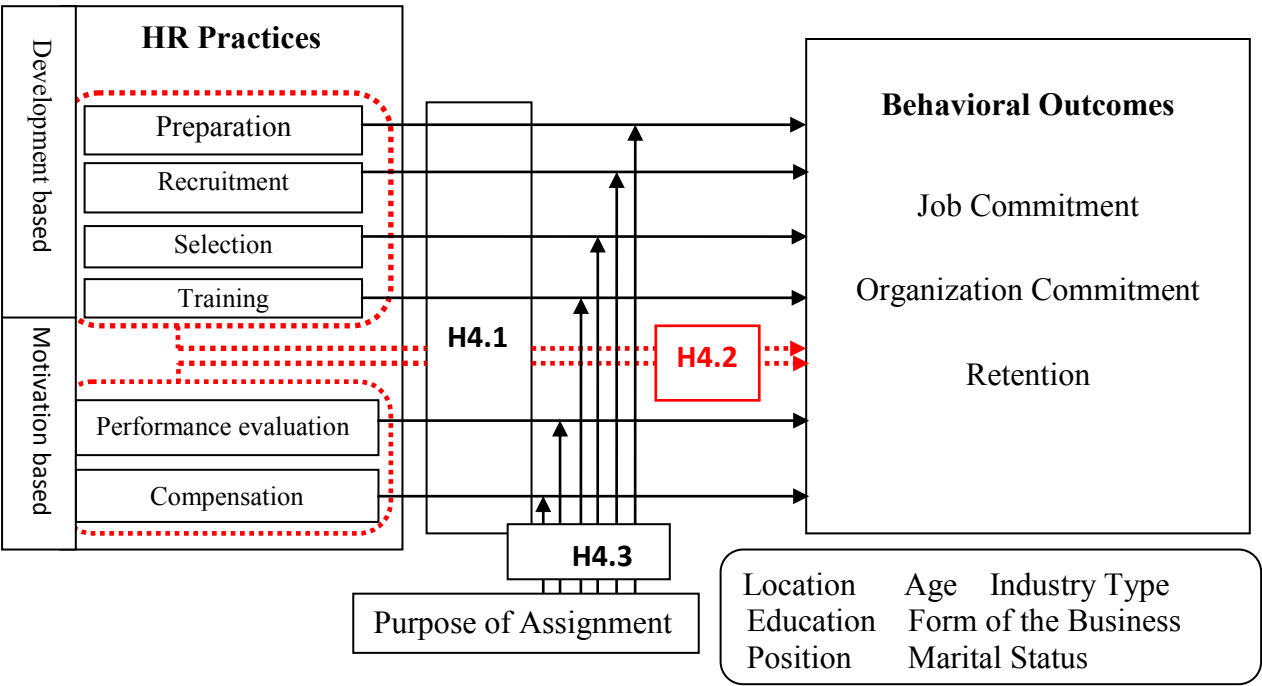 Development based
HR Practices
Preparation
Recruitment
Selection
Training
Motivation based
Performance evaluation
Compensation
H4.1
H4.2
H4.3
Purpose of Assignment
Behavioral Outcomes
Job Commitment
Organization Commitment
Retention
Location Age Industry Type
Education Form of the Business
Position Marital Status